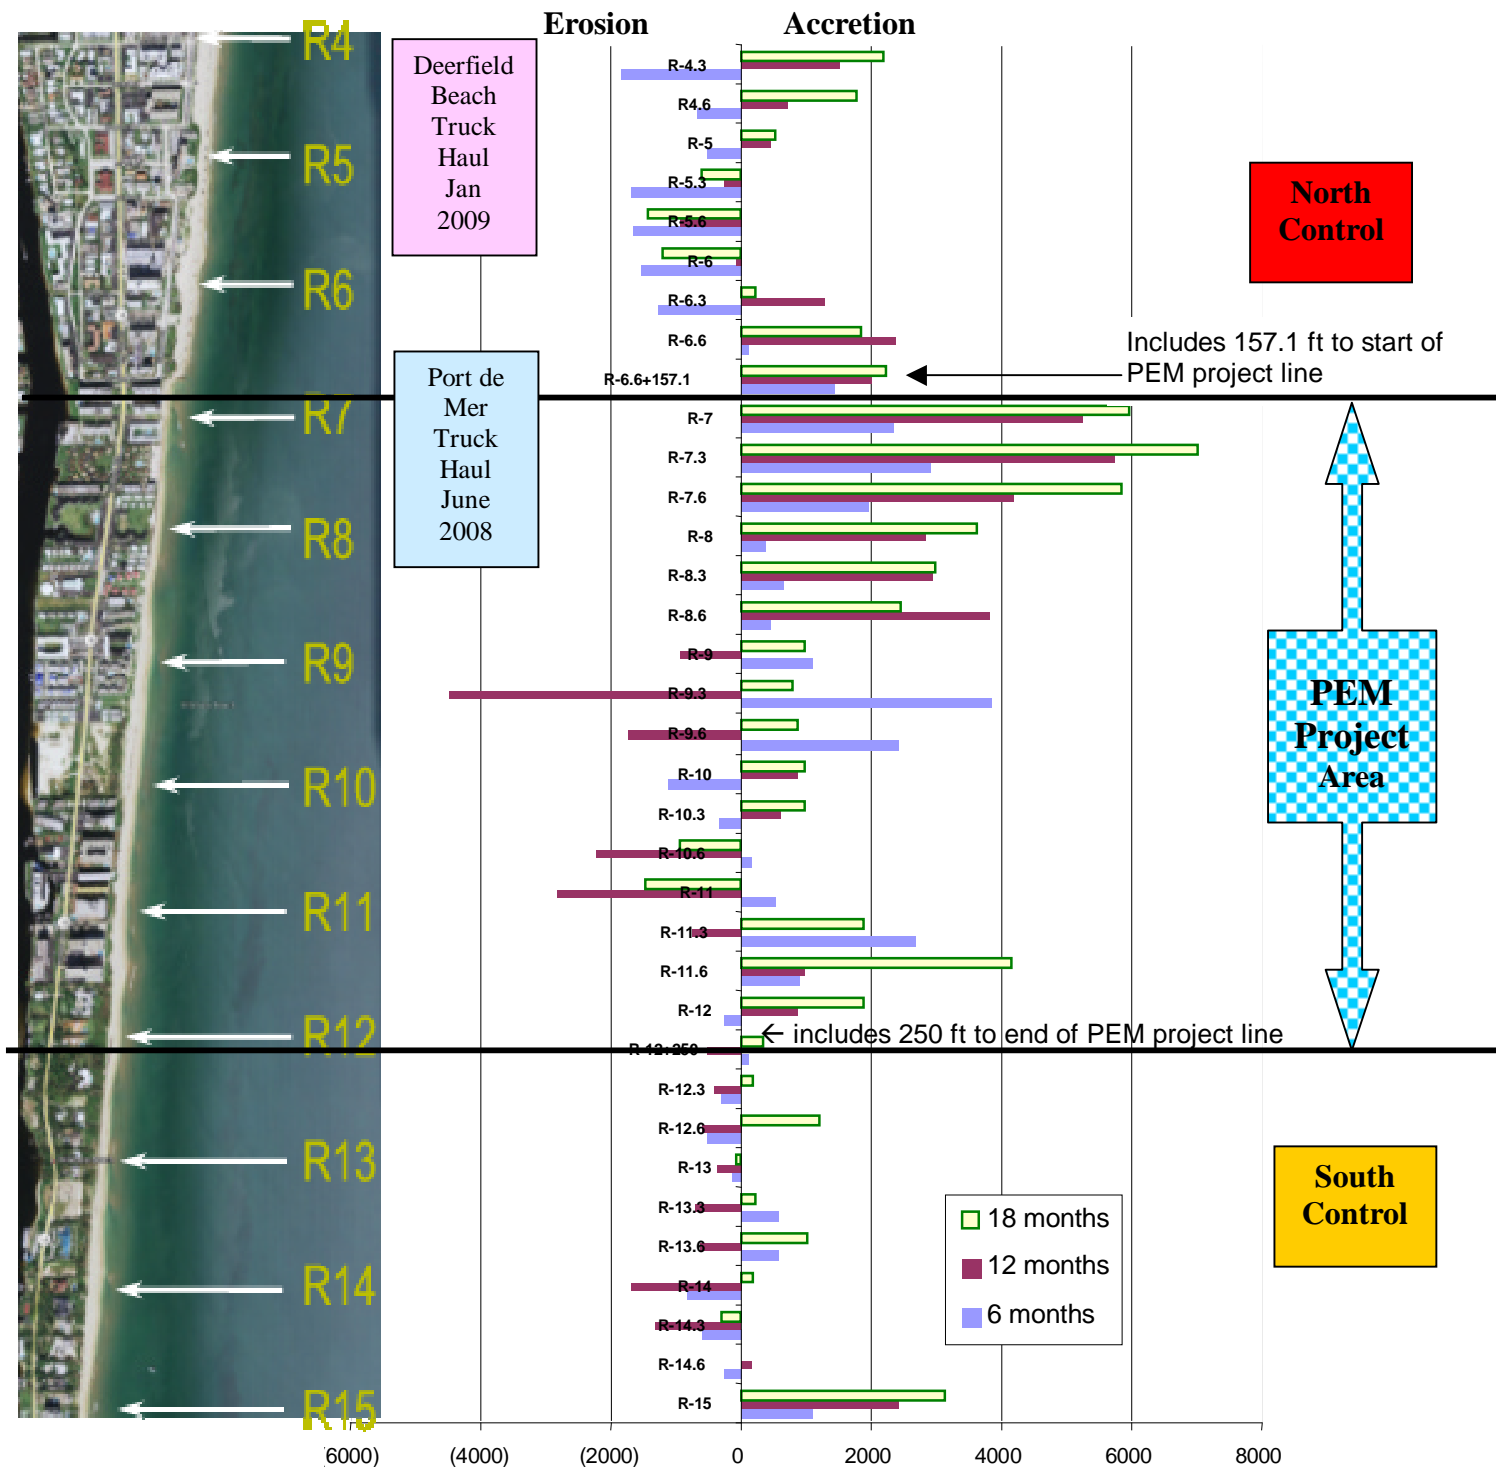 Erosion
Accretion
R4
R5
R6
R7
R8
R9
R10
R11
R12
R13
R14
R15
Deerfield
Beach
Truck
Haul
Jan
2009
Port de
Mer
Truck
Haul
June
2008
R-4.3
R4.6
R-5
R-5.3
R-5.6
R-6
R-6.3
R-6.6
R-6.6+157.1
R-7
R-7.3
R-7.6
R-8
R-8.3
R-8.6
R-9
R-9.3
R-9.6
R-10
R-10.3
R-10.6
R-11
R-11.3
R-11.6
R-12
R-12+250
R-12.3
R-12.6
R-13
R-13.3
R-13.6
R-14
R-14.3
R-14.6
R-15
North
Control
Includes 157.1 ft to start of
PEM project line
PEM
Project
Area
← includes 250 ft to end of PEM project line
South
Control
18 months
12 months
6 months
(6000) (4000) (2000) 0 2000 4000 6000 8000